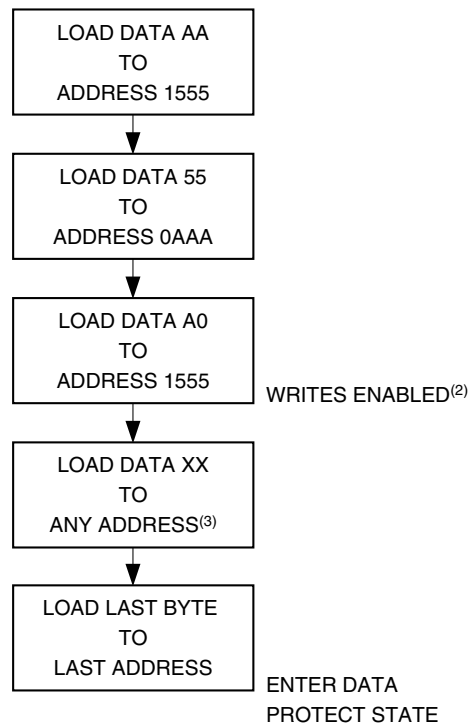 LOAD DATA AA
TO
ADDRESS 1555
LOAD DATA 55
TO
ADDRESS 0AAA
LOAD DATA A0
TO
ADDRESS 1555
WRITES ENABLED(2)
LOAD DATA XX
TO
ANY ADDRESS(3)
LOAD LAST BYTE
TO
LAST ADDRESS
ENTER DATA
PROTECT STATE